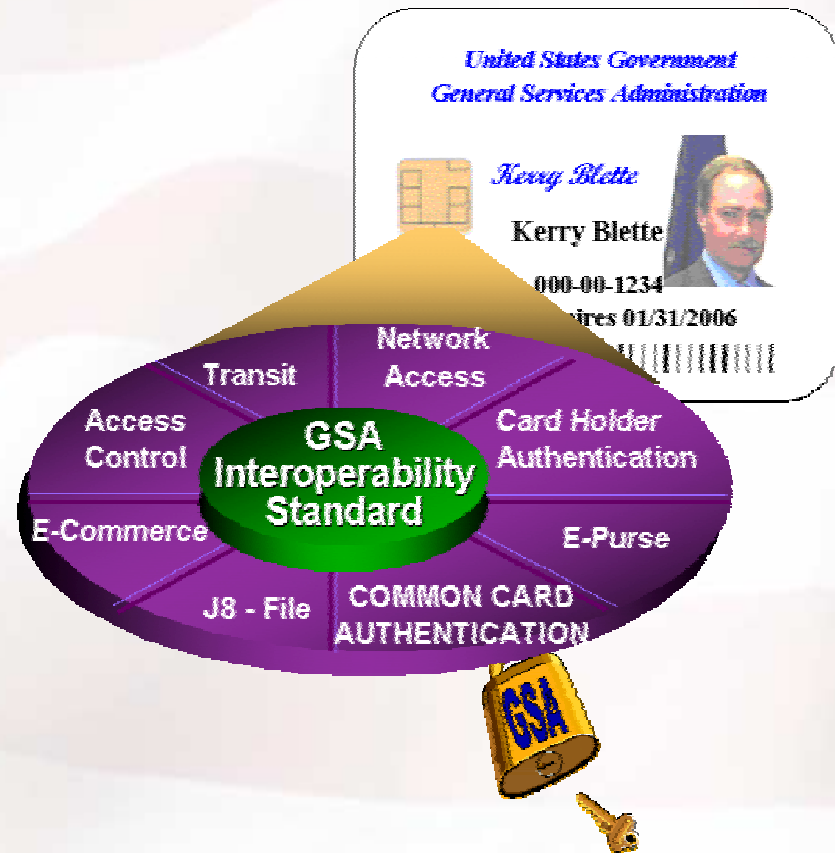 United States Government
General Services Administration
Kerry Blette
Kerry Blette
000-00-1234
01/31/2006
Network
Access
Transit
Access
Control
Card Holder
Authentication
GSA
Interoperability
Standard
E-Commerce
E-Purse
J8 - File
COMMON CARD
AUTHENTICATION
GSA